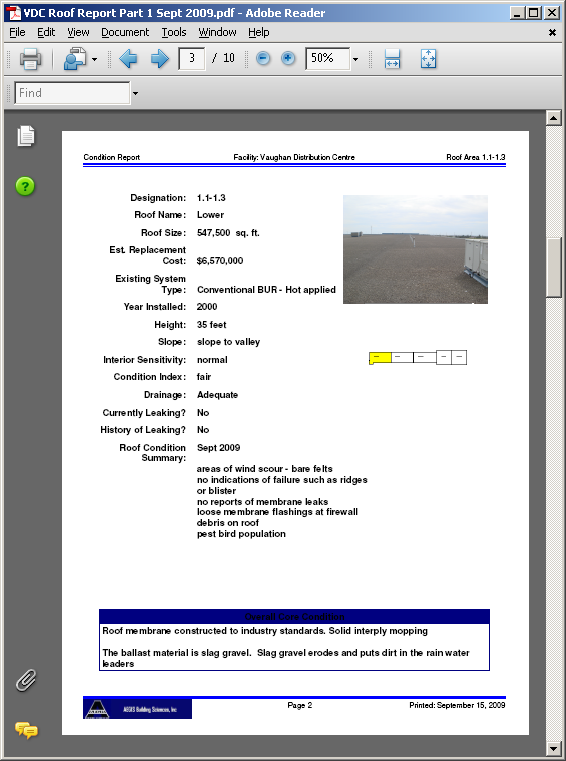 VDC Roof Report Part 1 Sept 2009.pdf - Adobe Reader
File Edit View Document Tools Window Help
3 / 10 50%
Find
Condition Report Facility: Vaughan Distribution Centre Roof Area 1.1-1.3
Designation: 1.1-1.3
Roof Name: Lower
Roof Size: 547,500 sq. ft.
Est. Replacement
Cost: $6,570,000
Existing System
Type: Conventional BUR - Hot applied
Year Installed: 2000
Height: 35 feet
Slope: slope to valley
Interior Sensitivity: normal
Condition Index: fair
Drainage: Adequate
Currently Leaking? No
History of Leaking? No
Roof Condition Sept 2009
Summary:
areas of wind scour - bare felts
no indications of failure such as ridges
or blister
no reports of membrane leaks
loose membrane flashings at firewall
debris on roof
pest bird population
Roof membrane constructed to industry standards. Solid interply mopping
The ballast material is slag gravel. Slag gravel erodes and puts dirt in the rain water
leaders
AEGIS Building Sciences, Inc Page 2 Printed: September 15, 2009